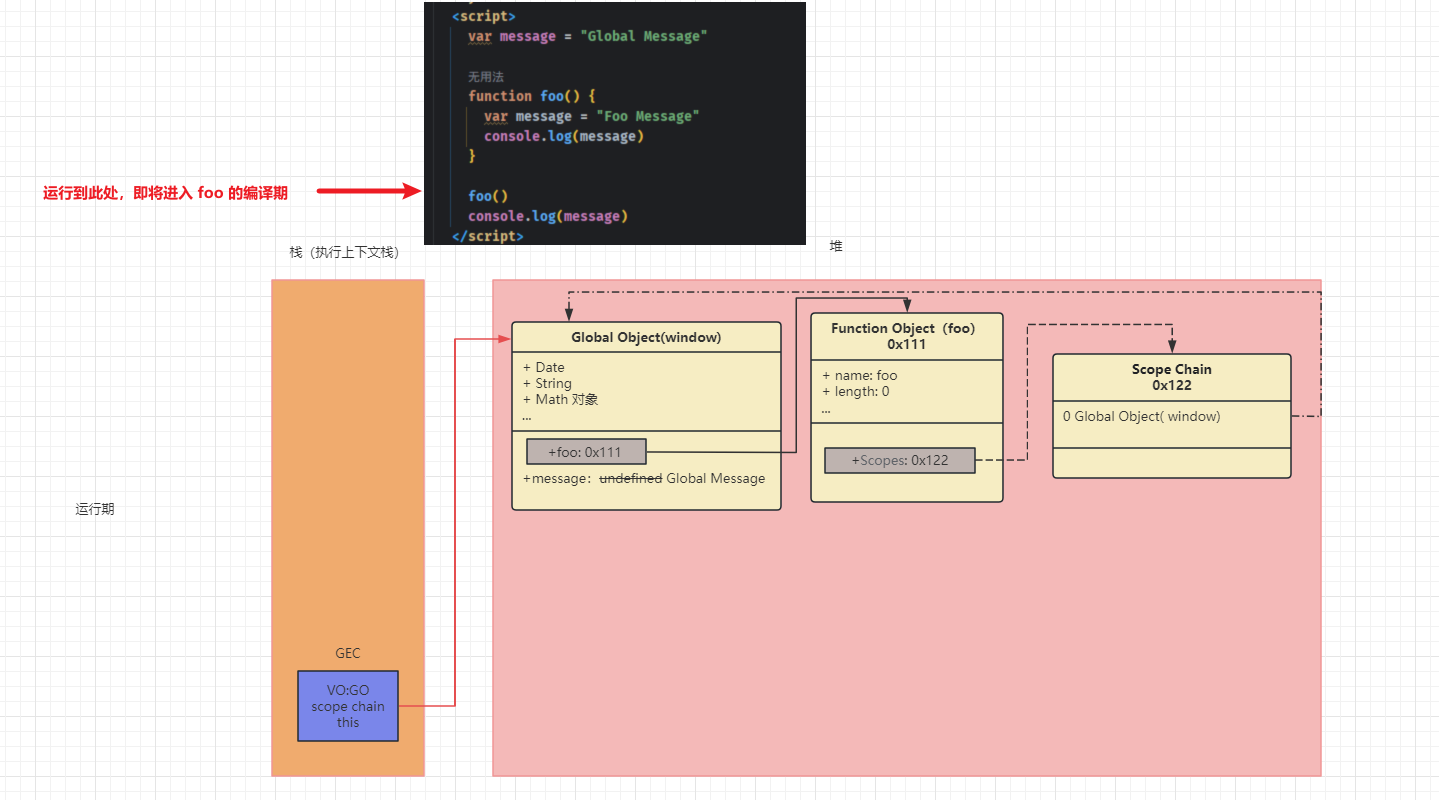 <script>
var message = "Global Message"
无用法
function foo() {
var message = "Foo Message"
console.log(message)
}
运行到此处，即将进入 foo 的编译期
foo()
console.log(message)
</script>
栈（执行上下文栈）
堆
Global Object(window)
+ Date
+ String
+ Math 对象
...
+foo: 0x111
+message：undefined Global Message
Function Object（foo）
0x111
+ name: foo
+ length: 0
...
+Scopes: 0x122
Scope Chain
0x122
0 Global Object( window)
运行期
GEC
VO:GO
scope chain
this